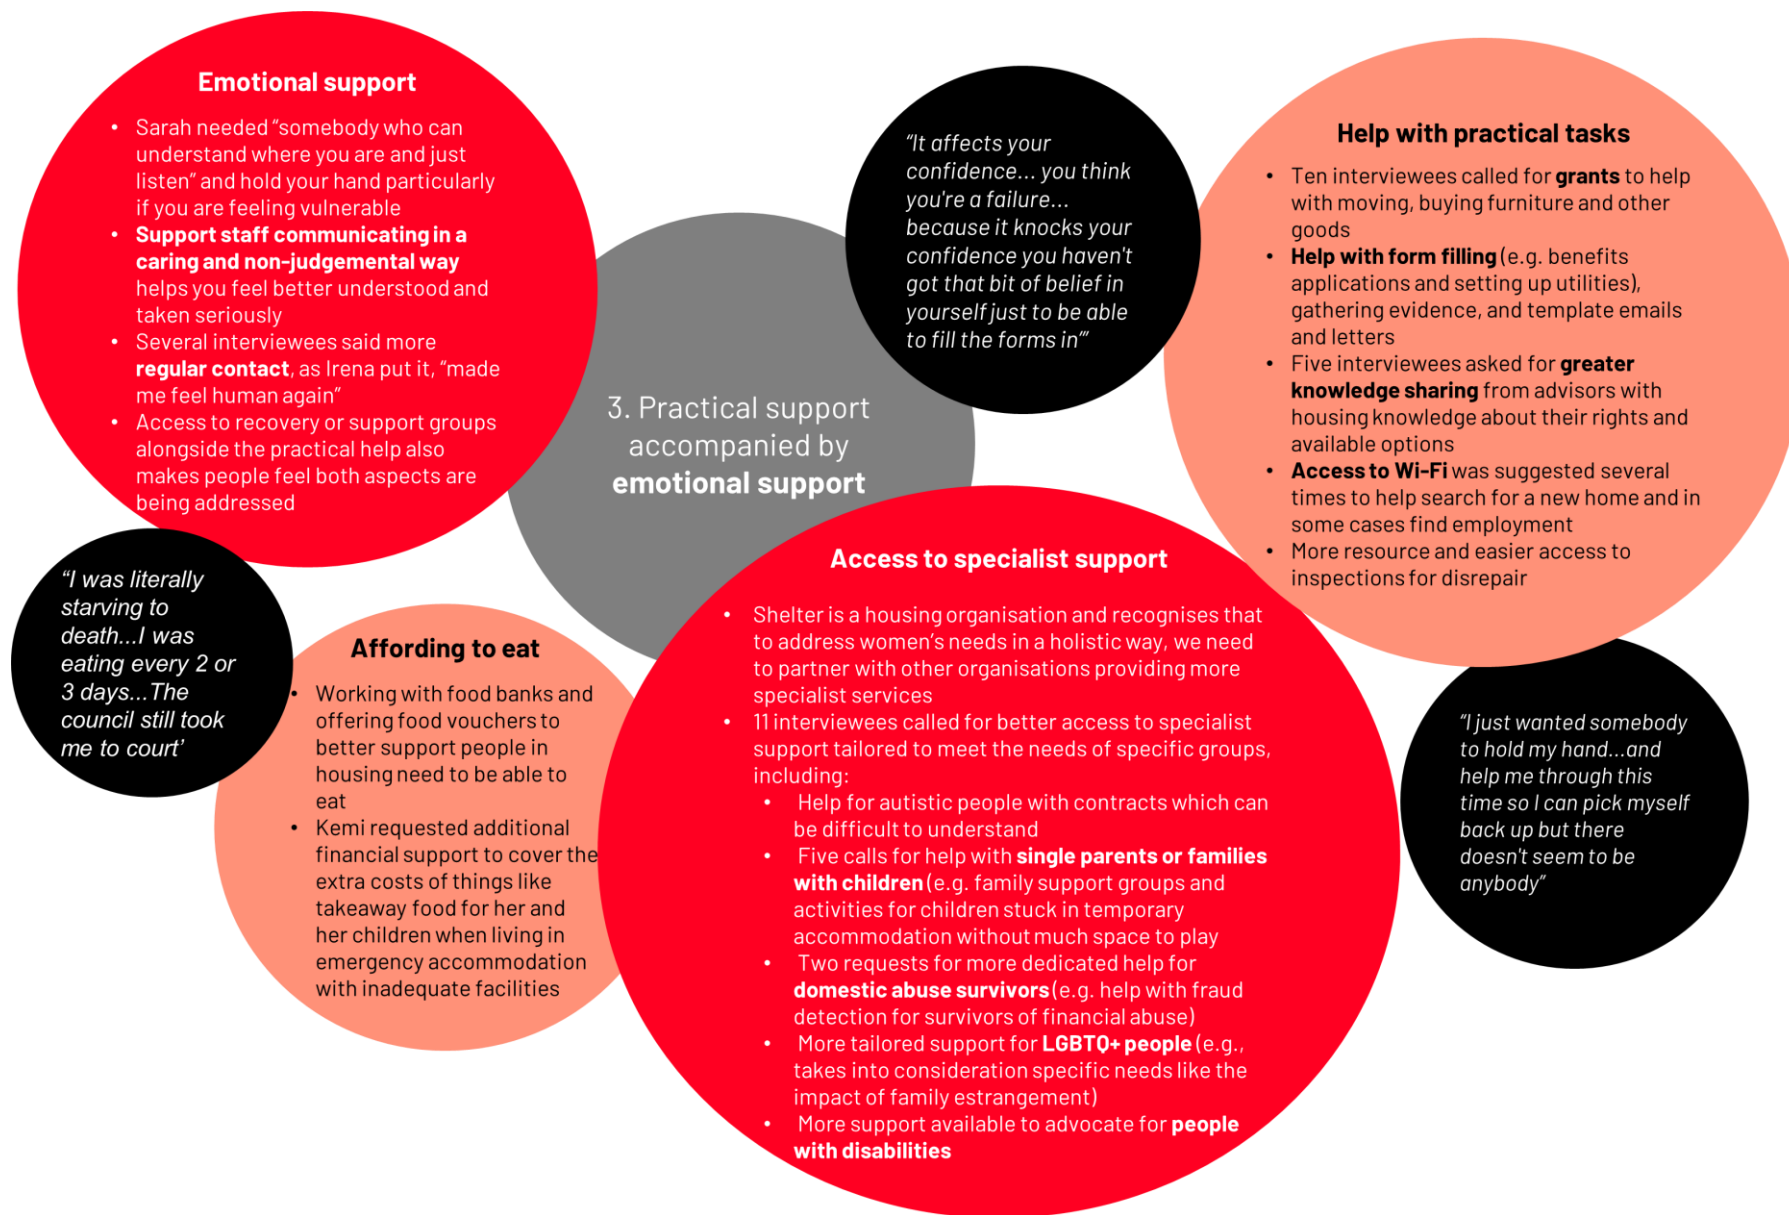 Emotional support
• Sarah needed “somebody who can
understand where you are and just
listen” and hold your hand particularly
if you are feeling vulnerable
• Support staff communicating in a
caring and non-judgemental way
helps you feel better understood and
taken seriously
• Several interviewees said more
regular contact, as Irena put it, “made
me feel human again”
• Access to recovery or support groups
alongside the practical help also
makes people feel both aspects are
being addressed
“It affects your
confidence... you think
you're a failure...
because it knocks your
confidence you haven't
got that bit of belief in
yourself just to be able
to fill the forms in’”
Help with practical tasks
• Ten interviewees called for grants to help
with moving, buying furniture and other
goods
• Help with form filling (e.g. benefits
applications and setting up utilities),
gathering evidence, and template emails
and letters
• Five interviewees asked for greater
knowledge sharing from advisors with
housing knowledge about their rights and
available options
• Access to Wi-Fi was suggested several
times to help search for a new home and in
some cases find employment
• More resource and easier access to
inspections for disrepair
3. Practical support
accompanied by
emotional support
“I was literally
starving to
death...I was
eating every 2 or
3 days...The
council still took
me to court’
Affording to eat
• Working with food banks and
offering food vouchers to
better support people in
housing need to be able to
eat
• Kemi requested additional
financial support to cover the
extra costs of things like
takeaway food for her and
her children when living in
emergency accommodation
with inadequate facilities
Access to specialist support
• Shelter is a housing organisation and recognises that
to address women’s needs in a holistic way, we need
to partner with other organisations providing more
specialist services
• 11 interviewees called for better access to specialist
support tailored to meet the needs of specific groups,
including:
• Help for autistic people with contracts which can
be difficult to understand
• Five calls for help with single parents or families
with children (e.g. family support groups and
activities for children stuck in temporary
accommodation without much space to play
• Two requests for more dedicated help for
domestic abuse survivors (e.g. help with fraud
detection for survivors of financial abuse)
• More tailored support for LGBTQ+ people (e.g.,
takes into consideration specific needs like the
impact of family estrangement)
• More support available to advocate for people
with disabilities
“I just wanted somebody
to hold my hand...and
help me through this
time so I can pick myself
back up but there
doesn't seem to be
anybody”